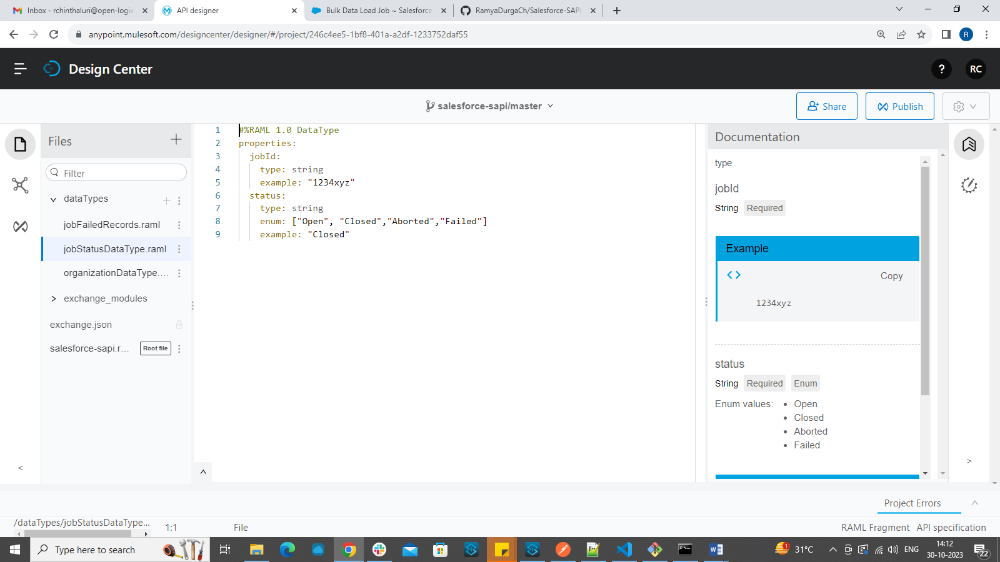 Inbox - rchinthaluri@open-logix
API designer
Bulk Data Load Job ~ Salesforce
RamyaDurgaCh/Salesforce-SAPI
anypoint.mulesoft.com/designcenter/designer/#/project/246c4ee5-1bf8-401a-a2df-1233752daf55
R
Design Center
?
RC
salesforce-sapi/master
Share
Publish
Files
Filter
dataTypes
jobFailedRecords.raml
jobStatusDataType.raml
organizationDataType....
exchange_modules
exchange.json
salesforce-sapi.r...
Root file
1 #%RAML 1.0 DataType
2 properties:
3 jobId:
4 type: string
5 example: "1234xyz"
6 status:
7 type: string
8 enum: ["Open", "Closed","Aborted","Failed"]
9 example: "Closed"
Documentation
type
jobId
String Required
Example
Copy
1234xyz
status
String Required Enum
Enum values:
• Open
• Closed
• Aborted
• Failed
Project Errors
/dataTypes/jobStatusDataType...
1:1
File
RAML Fragment
API specification
Type here to search
1
31°C
ENG
14:12
30-10-2023
22